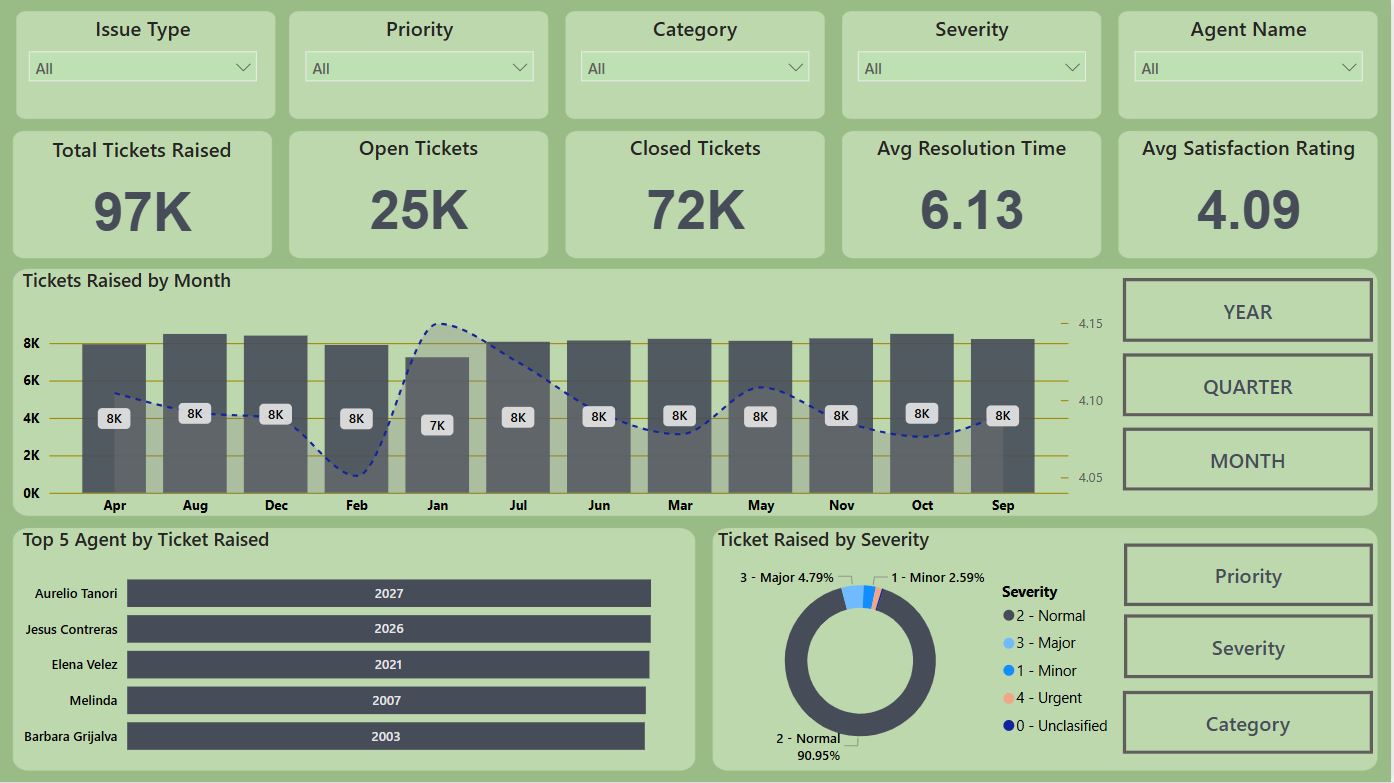 Issue Type
All
Priority
All
Category
All
Severity
All
Agent Name
All
Total Tickets Raised
97K
Open Tickets
25K
Closed Tickets
72K
Avg Resolution Time
6.13
Avg Satisfaction Rating
4.09
Tickets Raised by Month
8K
6K
4K
2K
0K
8K
8K
8K
8K
7K
8K
8K
8K
8K
8K
8K
8K
4.15
4.10
4.05
Apr
Aug
Dec
Feb
Jan
Jul
Jun
Mar
May
Nov
Oct
Sep
YEAR
QUARTER
MONTH
Top 5 Agent by Ticket Raised
Aurelio Tanori 2027
Jesus Contreras 2026
Elena Velez 2021
Melinda 2007
Barbara Grijalva 2003
Ticket Raised by Severity
3 - Major 4.79%
1 - Minor 2.59%
2 - Normal
90.95%
Severity
2 - Normal
3 - Major
1 - Minor
4 - Urgent
0 - Unclasified
Priority
Severity
Category